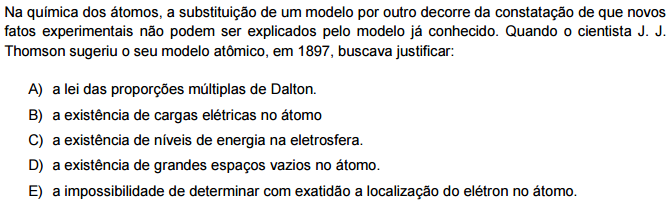 Na química dos átomos, a substituição de um modelo por outro decorre da constatação de que novos
fatos experimentais não podem ser explicados pelo modelo já conhecido. Quando o cientista J. J.
Thomson sugeriu o seu modelo atômico, em 1897, buscava justificar:
A) a lei das proporções múltiplas de Dalton.
B) a existência de cargas elétricas no átomo
C) a existência de níveis de energia na eletrosfera.
D) a existência de grandes espaços vazios no átomo.
E) a impossibilidade de determinar com exatidão a localização do elétron no átomo.